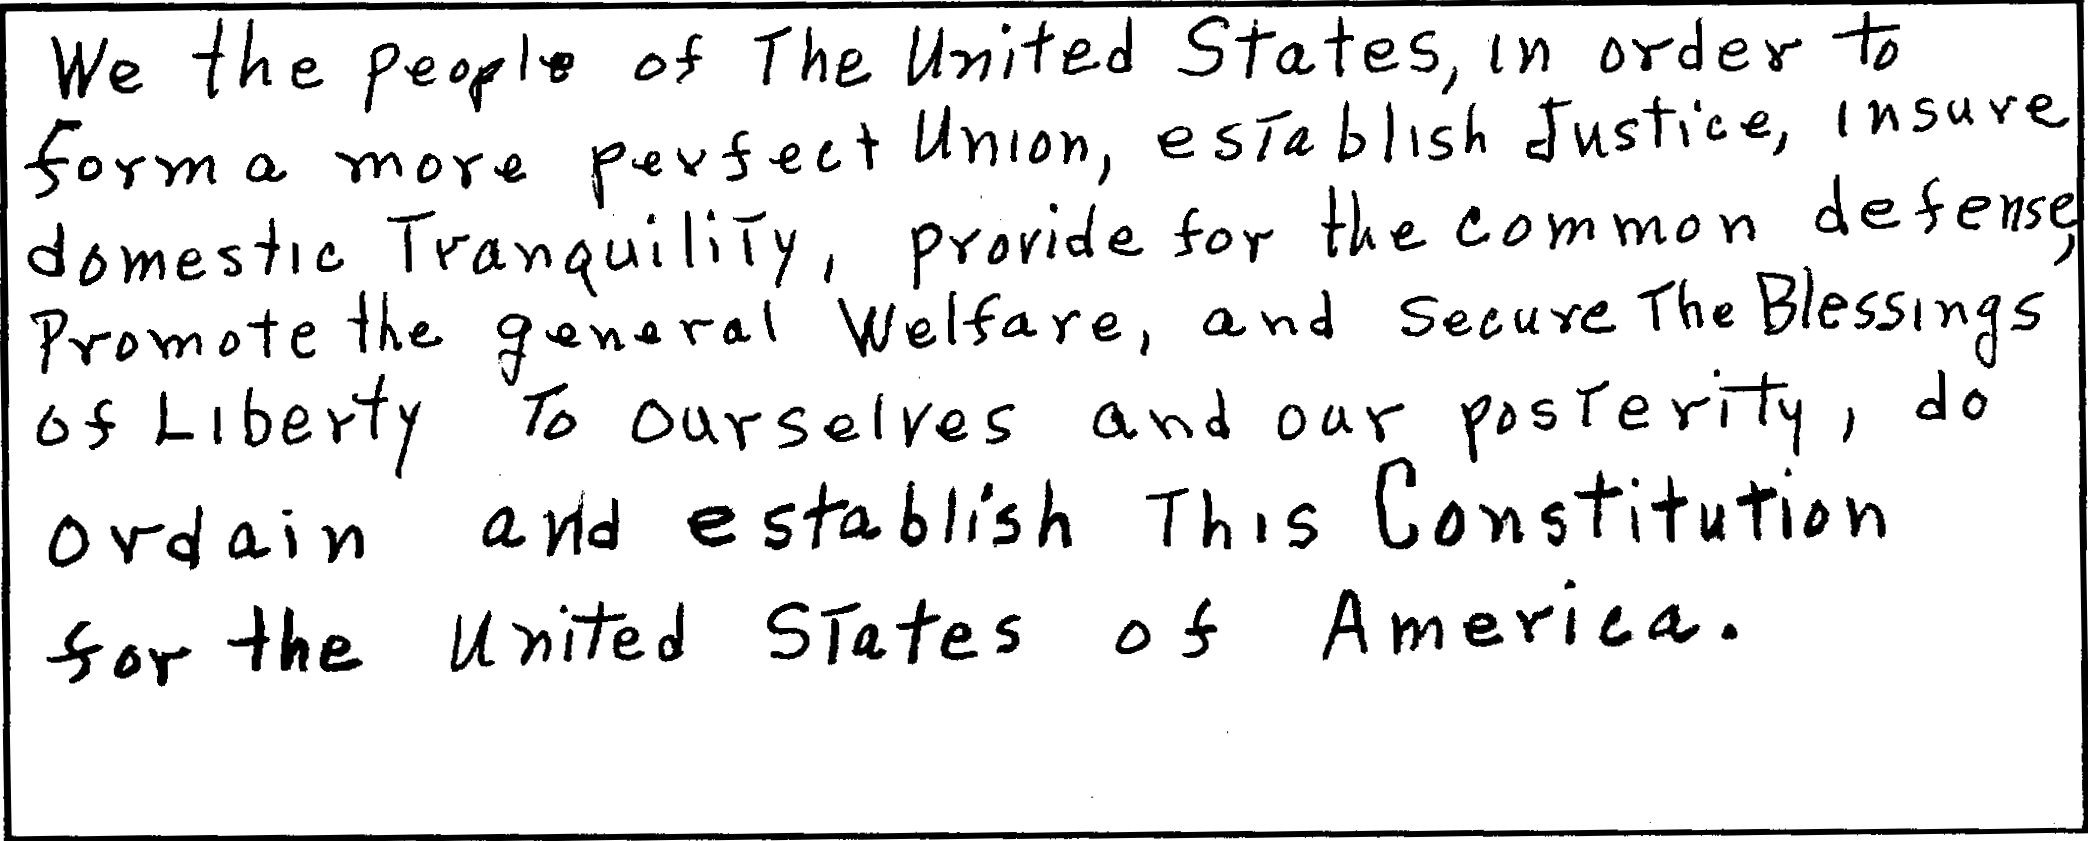 We the people of The United States, in order to
form a more perfect Union, establish Justice, insure
domestic Tranquility, provide for the common defense,
Promote the general Welfare, and Secure The Blessings
of Liberty To ourselves and our posterity, do
ordain and establish This Constitution
for the United States of America.